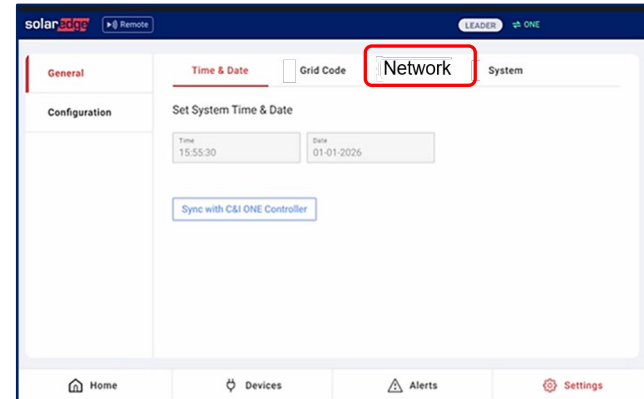 solaredge Remote LEADER ONE
General Time & Date Grid Code Network System
Configuration Set System Time & Date
Time Date
15:55:30 01-01-2026
Sync with C&I ONE Controller
Home Devices Alerts Settings